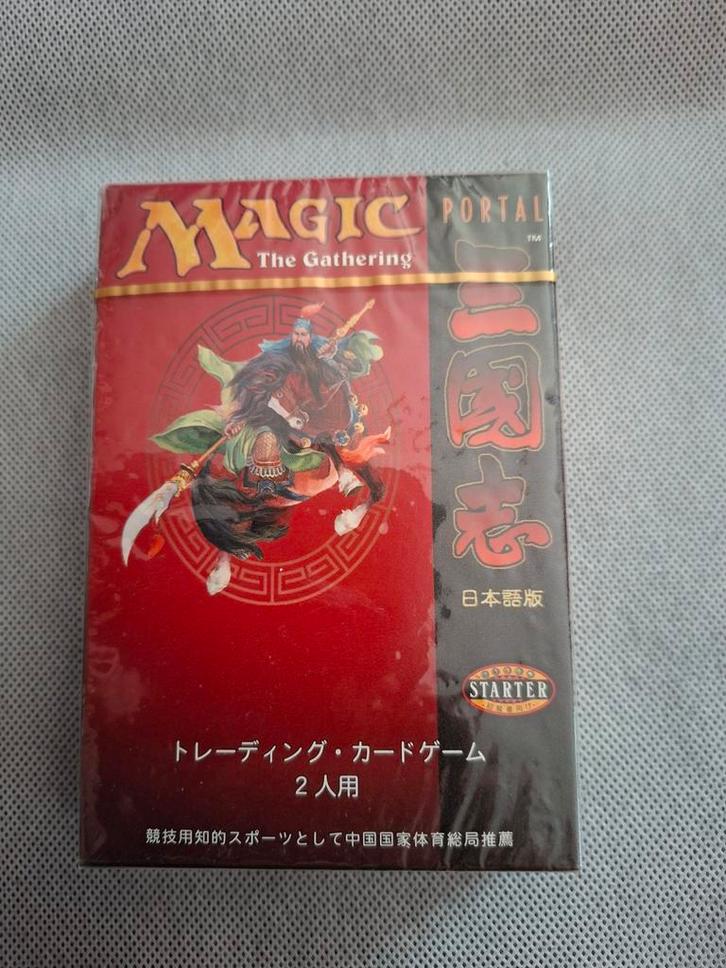 MAGIC
The Gathering
PORTAL
TM
三國志
日本語版
STARTER
トレーディング・カードゲーム
2人用
競技用知的スポーツとして中国国家体育総局推薦